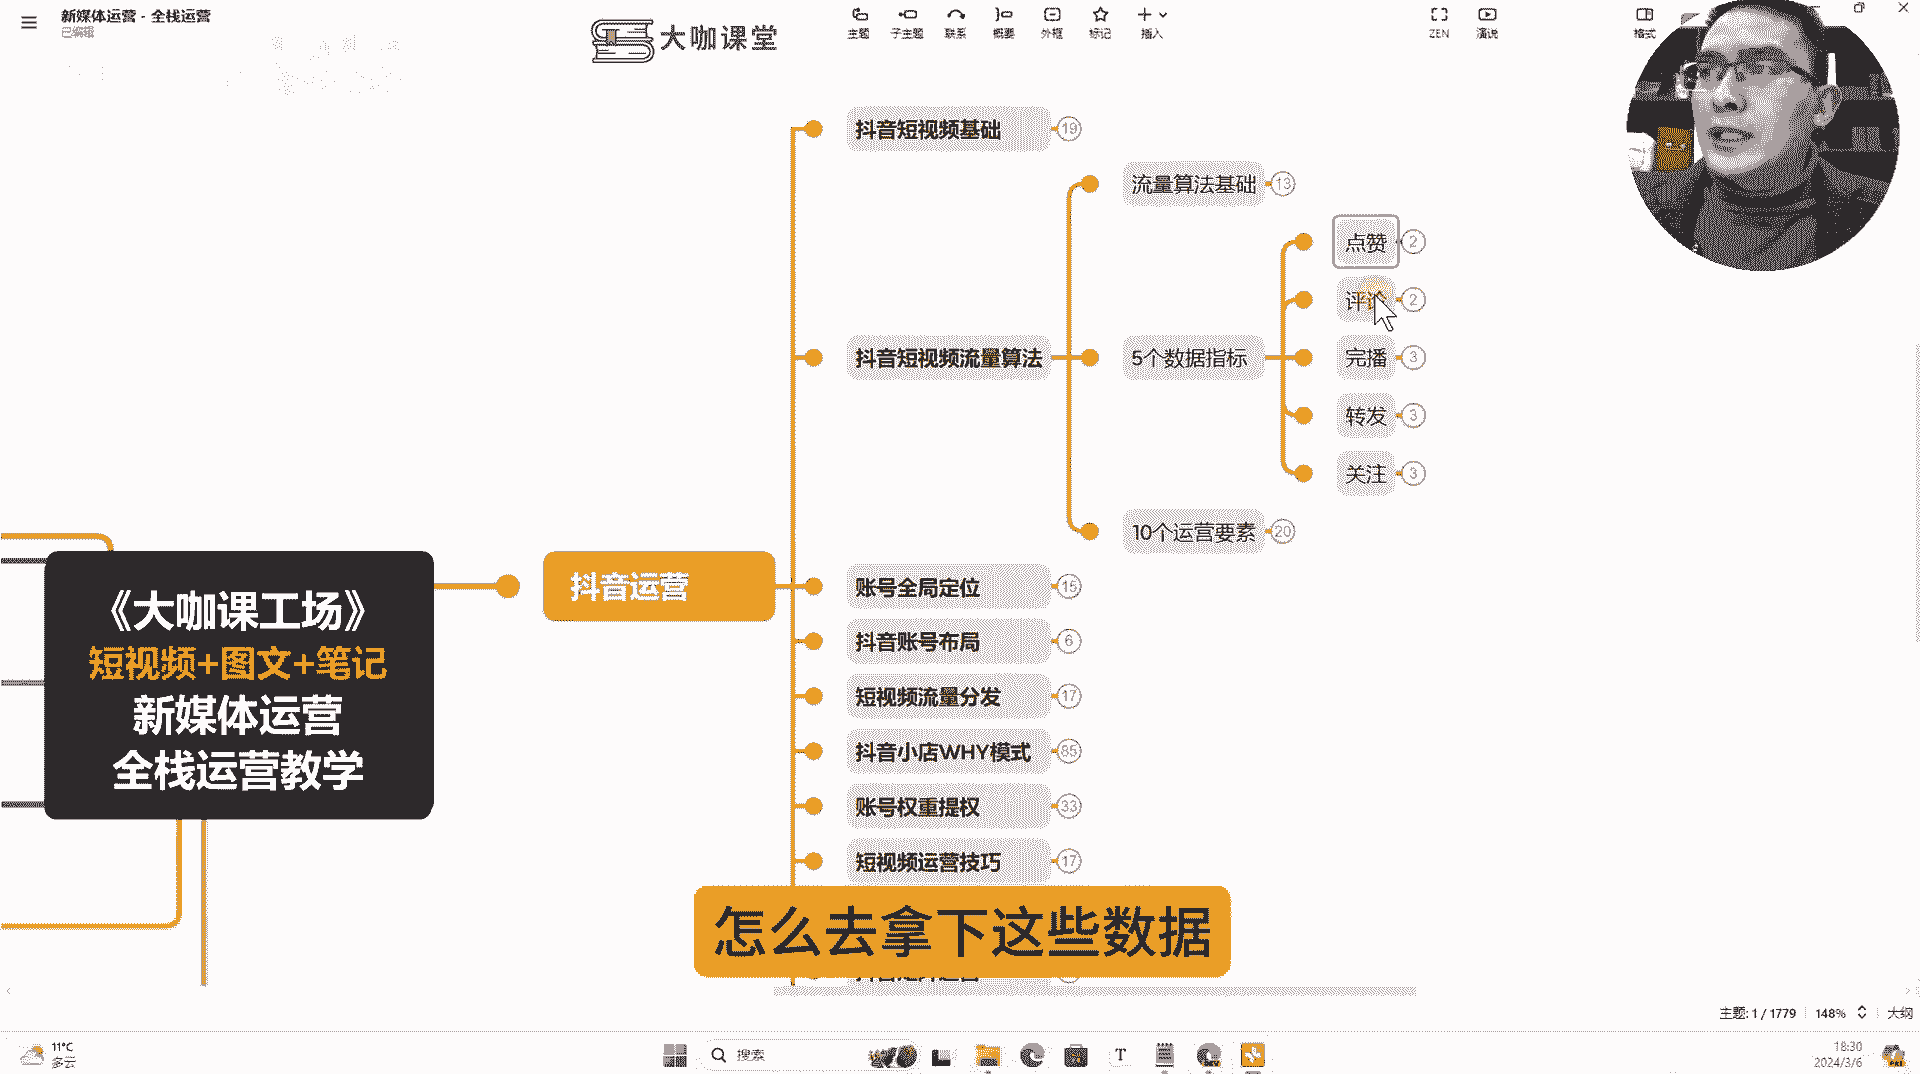 新媒体运营 - 全栈运营
已编辑
大咖课堂
主题
子主题
联系
概要
外框
标记
插入
ZEN
演说
格式
抖音短视频基础
19
流量算法基础
13
点赞
2
评论
2
抖音短视频流量算法
5个数据指标
完播
3
转发
3
关注
3
10个运营要素
20
《大咖课工场》
短视频+图文+笔记
新媒体运营
全栈运营教学
抖音运营
账号全局定位
15
抖音账号布局
6
短视频流量分发
17
抖音小店WHY模式
85
账号权重提权
33
短视频运营技巧
17
怎么去拿下这些数据
主题: 1 / 1779
148%
大纲
11°C
多云
搜索
18:30
2024/3/6